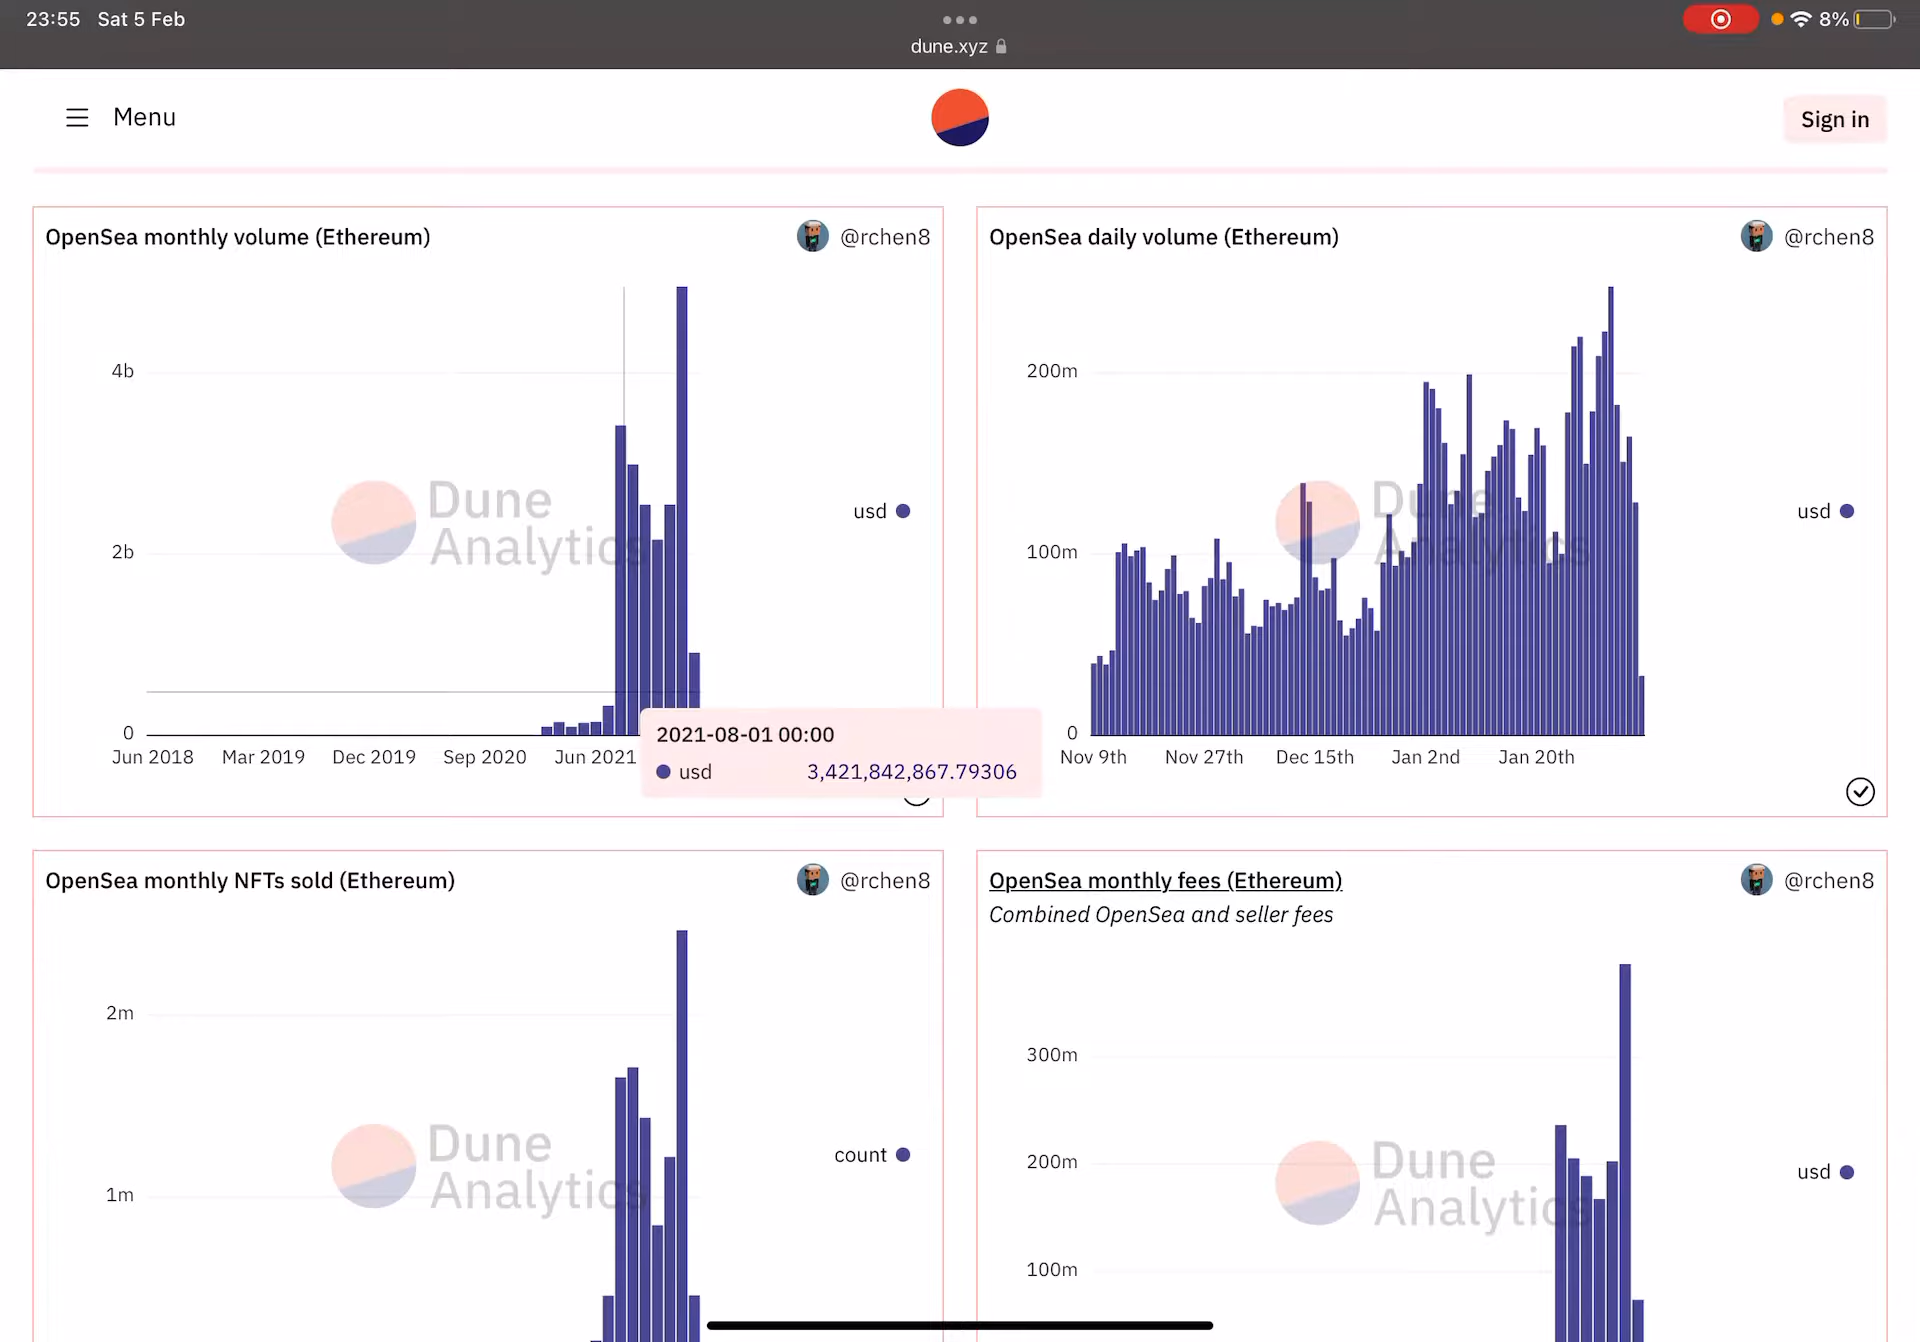 23:55 Sat 5 Feb
dune.xyz
8%
Menu
Sign in
OpenSea monthly volume (Ethereum)
@rchen8
4b
2b
0
Jun 2018 Mar 2019 Dec 2019 Sep 2020 Jun 2021
Dune
Analytics
usd
2021-08-01 00:00
usd 3,421,842,867.79306
OpenSea daily volume (Ethereum)
@rchen8
200m
100m
0
Nov 9th Nov 27th Dec 15th Jan 2nd Jan 20th
Dune
Analytics
usd
OpenSea monthly NFTs sold (Ethereum)
@rchen8
2m
1m
Dune
Analytics
count
OpenSea monthly fees (Ethereum)
@rchen8
Combined OpenSea and seller fees
300m
200m
100m
Dune
Analytics
usd